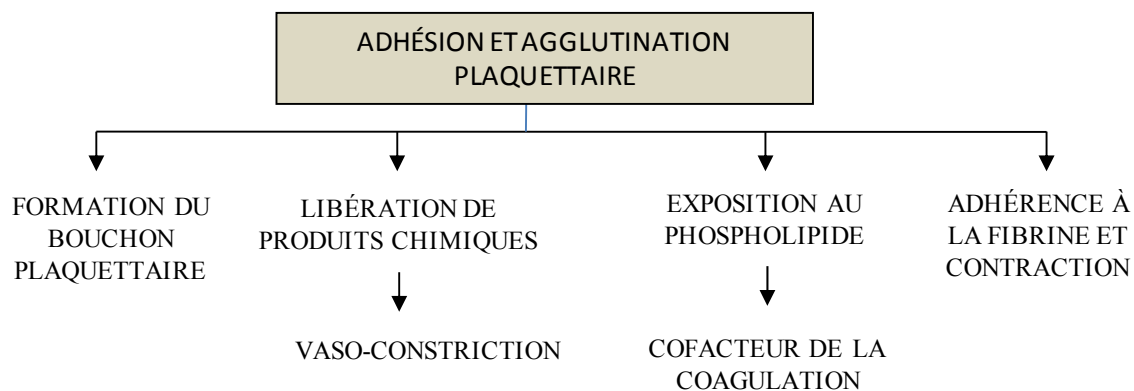 ADHÉSION ET AGGLUTINATION
PLAQUETTAIRE
FORMATION DU
BOUCHON
PLAQUETTAIRE
LIBÉRATION DE
PRODUITS CHIMIQUES
EXPOSITION AU
PHOSPHOLIPIDE
ADHÉRENCE À
LA FIBRINE ET
CONTRACTION
VASO-CONSTRICTION
COFACTEUR DE LA
COAGULATION